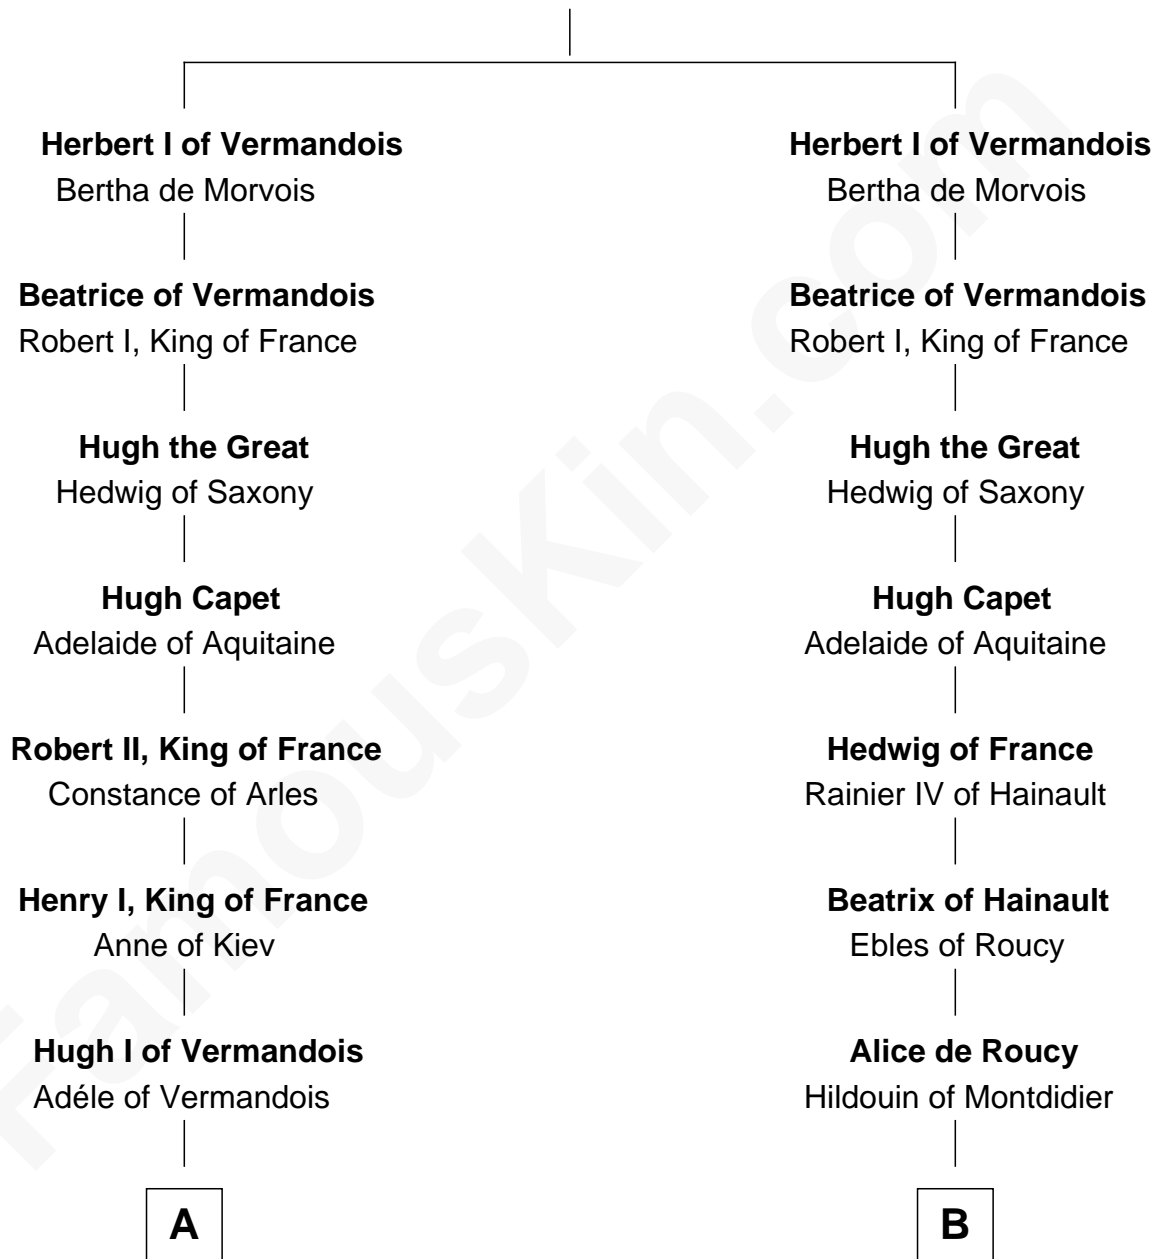 Herbert I of Vermandois
Bertha de Morvois
Beatrice of Vermandois
Robert I, King of France
Hugh the Great
Hedwig of Saxony
Hugh Capet
Adelaide of Aquitaine
Robert II, King of France
Constance of Arles
Henry I, King of France
Anne of Kiev
Hugh I of Vermandois
Adéle of Vermandois
A
Herbert I of Vermandois
Bertha de Morvois
Beatrice of Vermandois
Robert I, King of France
Hugh the Great
Hedwig of Saxony
Hugh Capet
Adelaide of Aquitaine
Hedwig of France
Rainier IV of Hainault
Beatrix of Hainault
Ebles of Roucy
Alice de Roucy
Hildouin of Montdidier
B
FamousKin.com